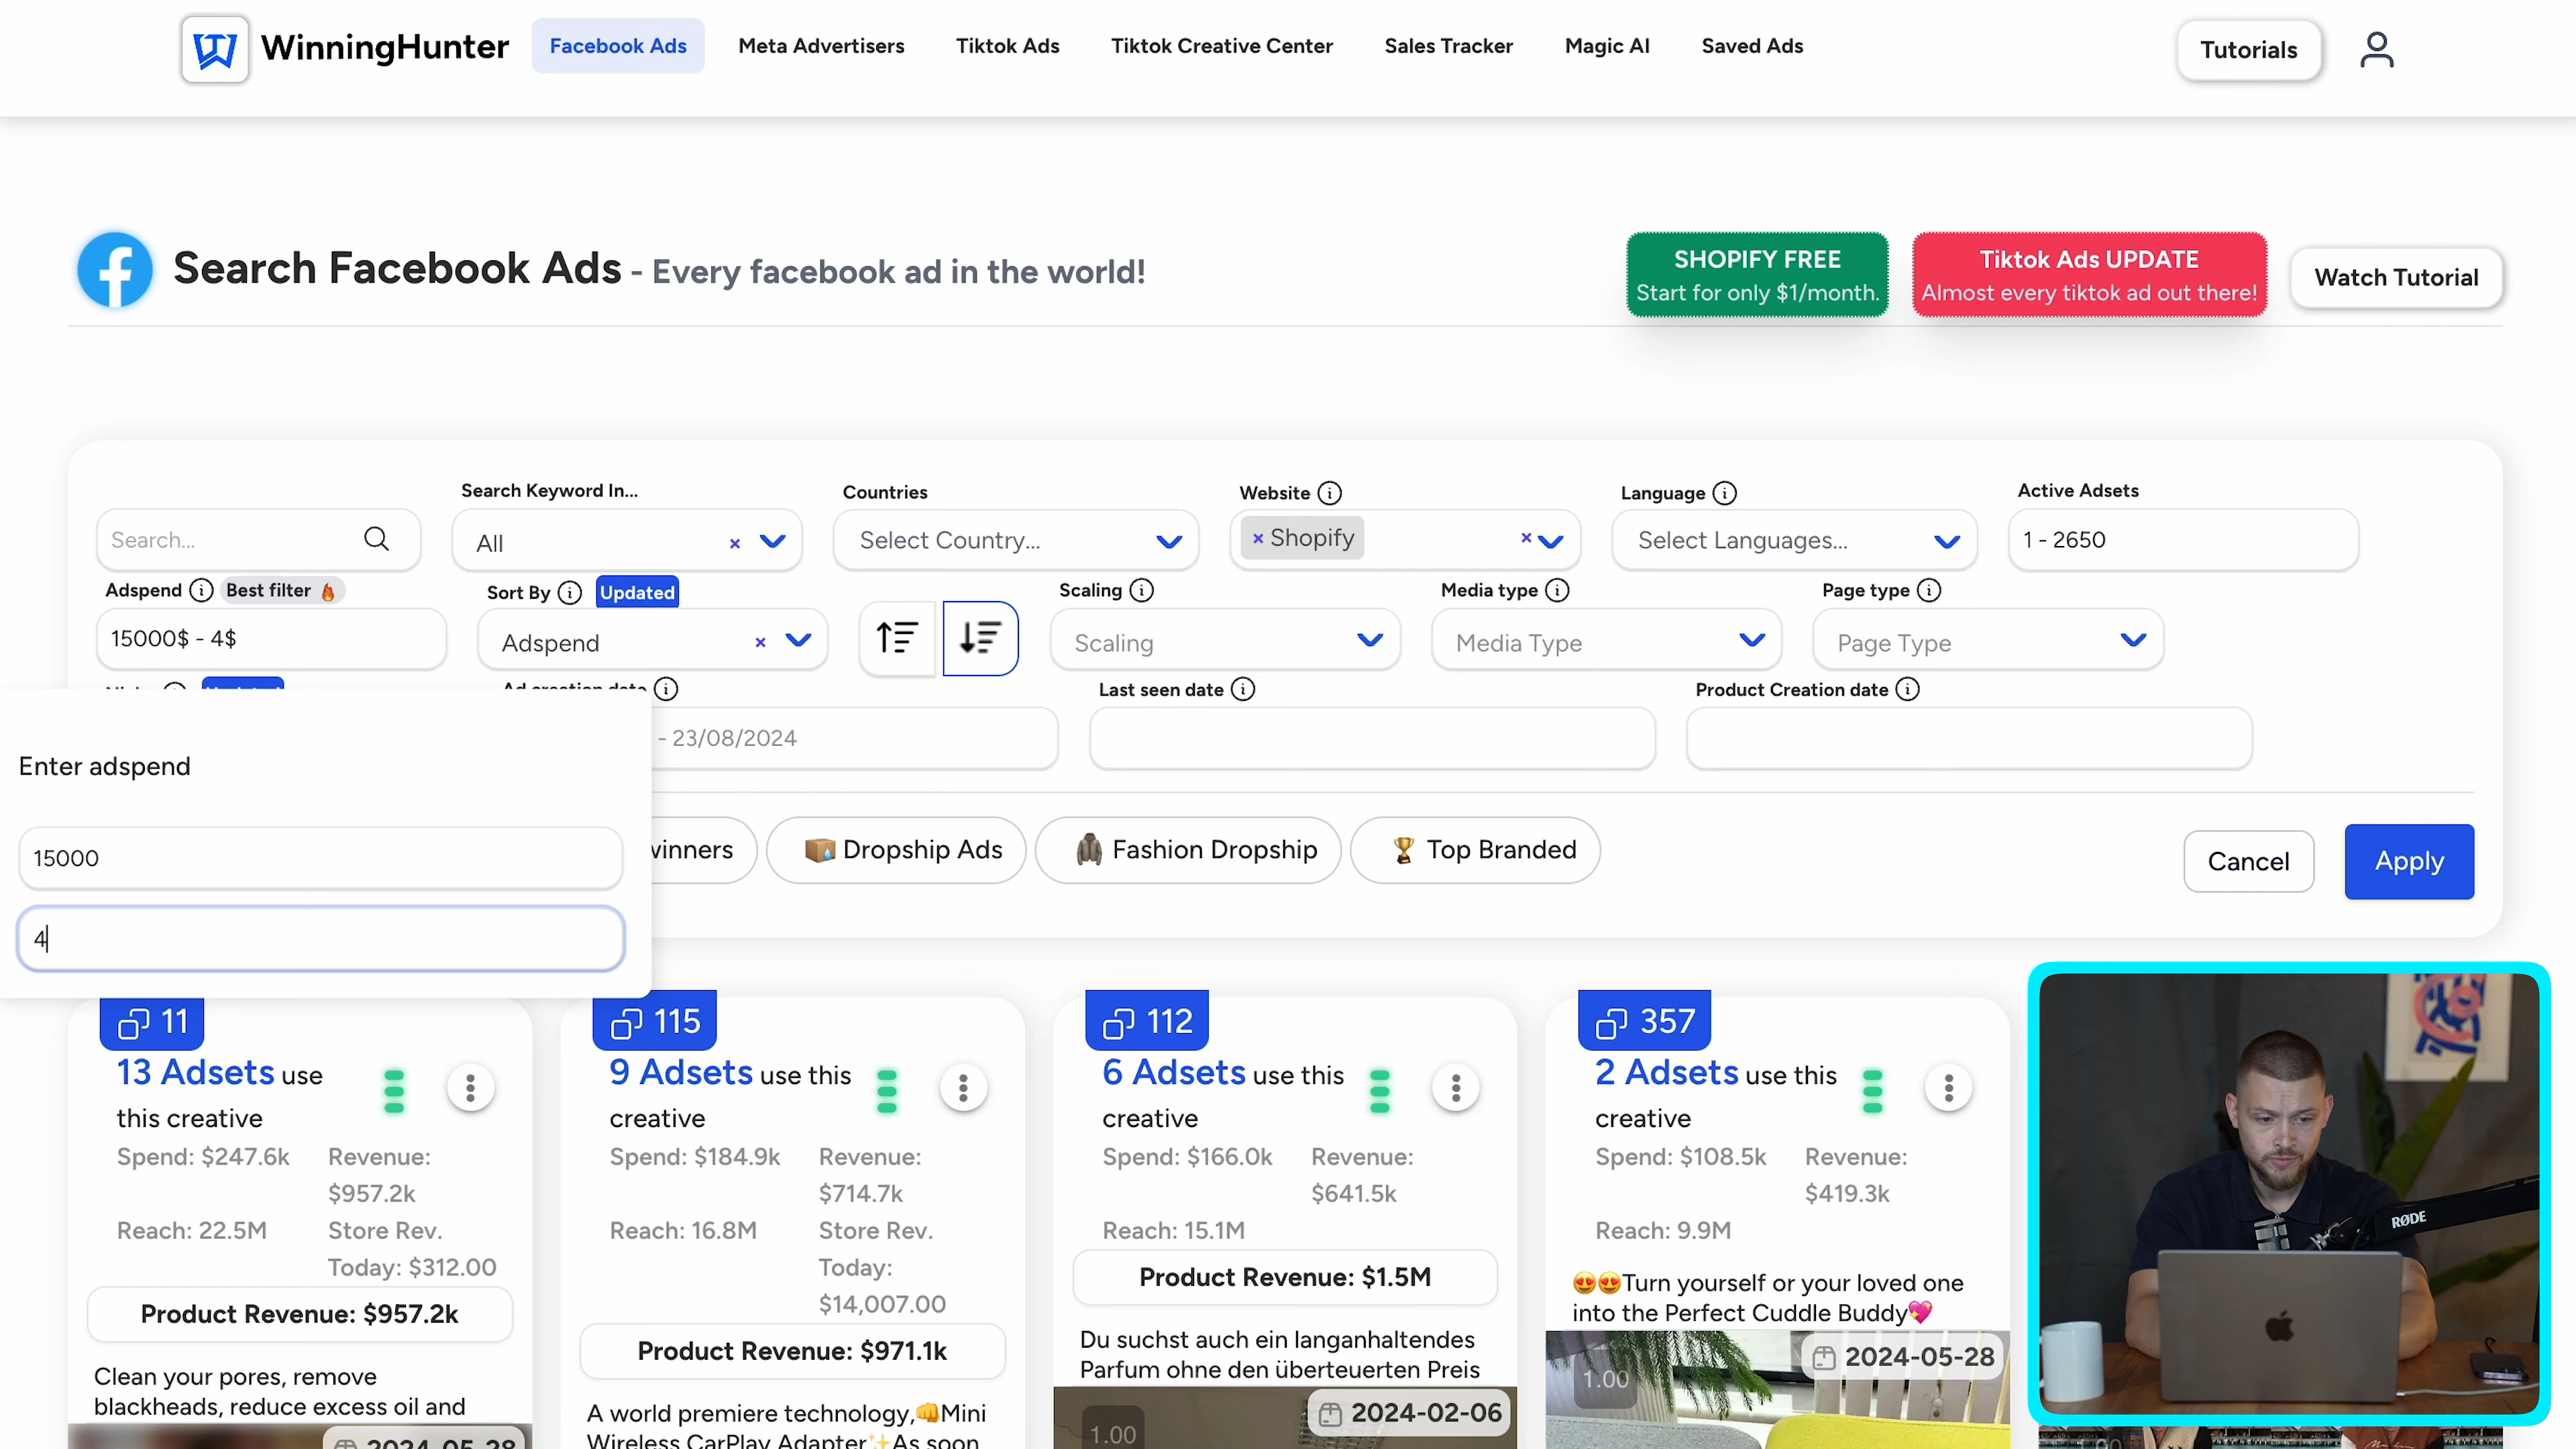 WinningHunter
Facebook Ads
Meta Advertisers
Tiktok Ads
Tiktok Creative Center
Sales Tracker
Magic AI
Saved Ads
Tutorials
Search Facebook Ads - Every facebook ad in the world!
SHOPIFY FREE
Start for only $1/month.
Tiktok Ads UPDATE
Almost every tiktok ad out there!
Watch Tutorial
Search...
Search Keyword In...
All
Countries
Select Country...
Website
× Shopify
Language
Select Languages...
Active Adsets
1 - 2650
Adspend
Best filter 🔥
15000$ - 4$
Sort By
Updated
Adspend
Scaling
Scaling
Media type
Media Type
Page type
Page Type
- 23/08/2024
Last seen date
Product Creation date
Enter adspend
15000
4
📦 Dropship Ads
Fashion Dropship
🏆 Top Branded
Cancel
Apply
11
13 Adsets use
this creative
Spend: $247.6k
Revenue:
$957.2k
Reach: 22.5M
Store Rev.
Today: $312.00
Product Revenue: $957.2k
Clean your pores, remove
blackheads, reduce excess oil and
115
9 Adsets use this
creative
Spend: $184.9k
Revenue:
$714.7k
Reach: 16.8M
Store Rev.
Today:
$14,007.00
Product Revenue: $971.1k
A world premiere technology,👊Mini
Wireless CarPlay Adapter✨As soon
112
6 Adsets use this
creative
Spend: $166.0k
Revenue:
$641.5k
Reach: 15.1M
Product Revenue: $1.5M
Du suchst auch ein langanhaltendes
Parfum ohne den überteuerten Preis
1.00
2024-02-06
357
2 Adsets use this
creative
Spend: $108.5k
Revenue:
$419.3k
Reach: 9.9M
😍😍Turn yourself or your loved one
into the Perfect Cuddle Buddy💖
1.00
2024-05-28
RØDE